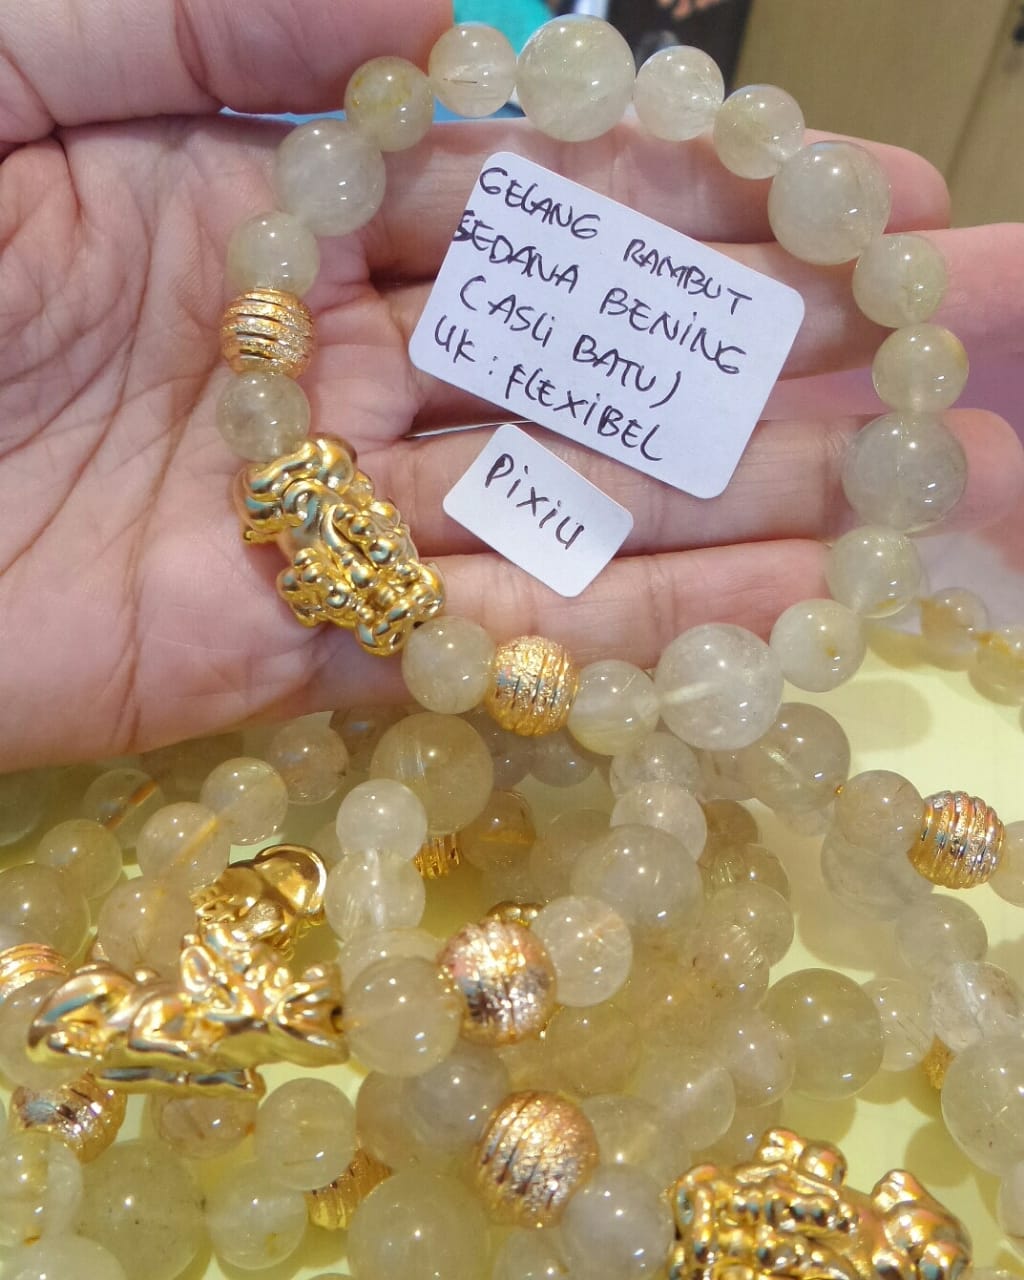 GELANG RAMBUT
SEDANA BENING
(ASLi BATU)
UK : FLEXiBEL
PiXiU